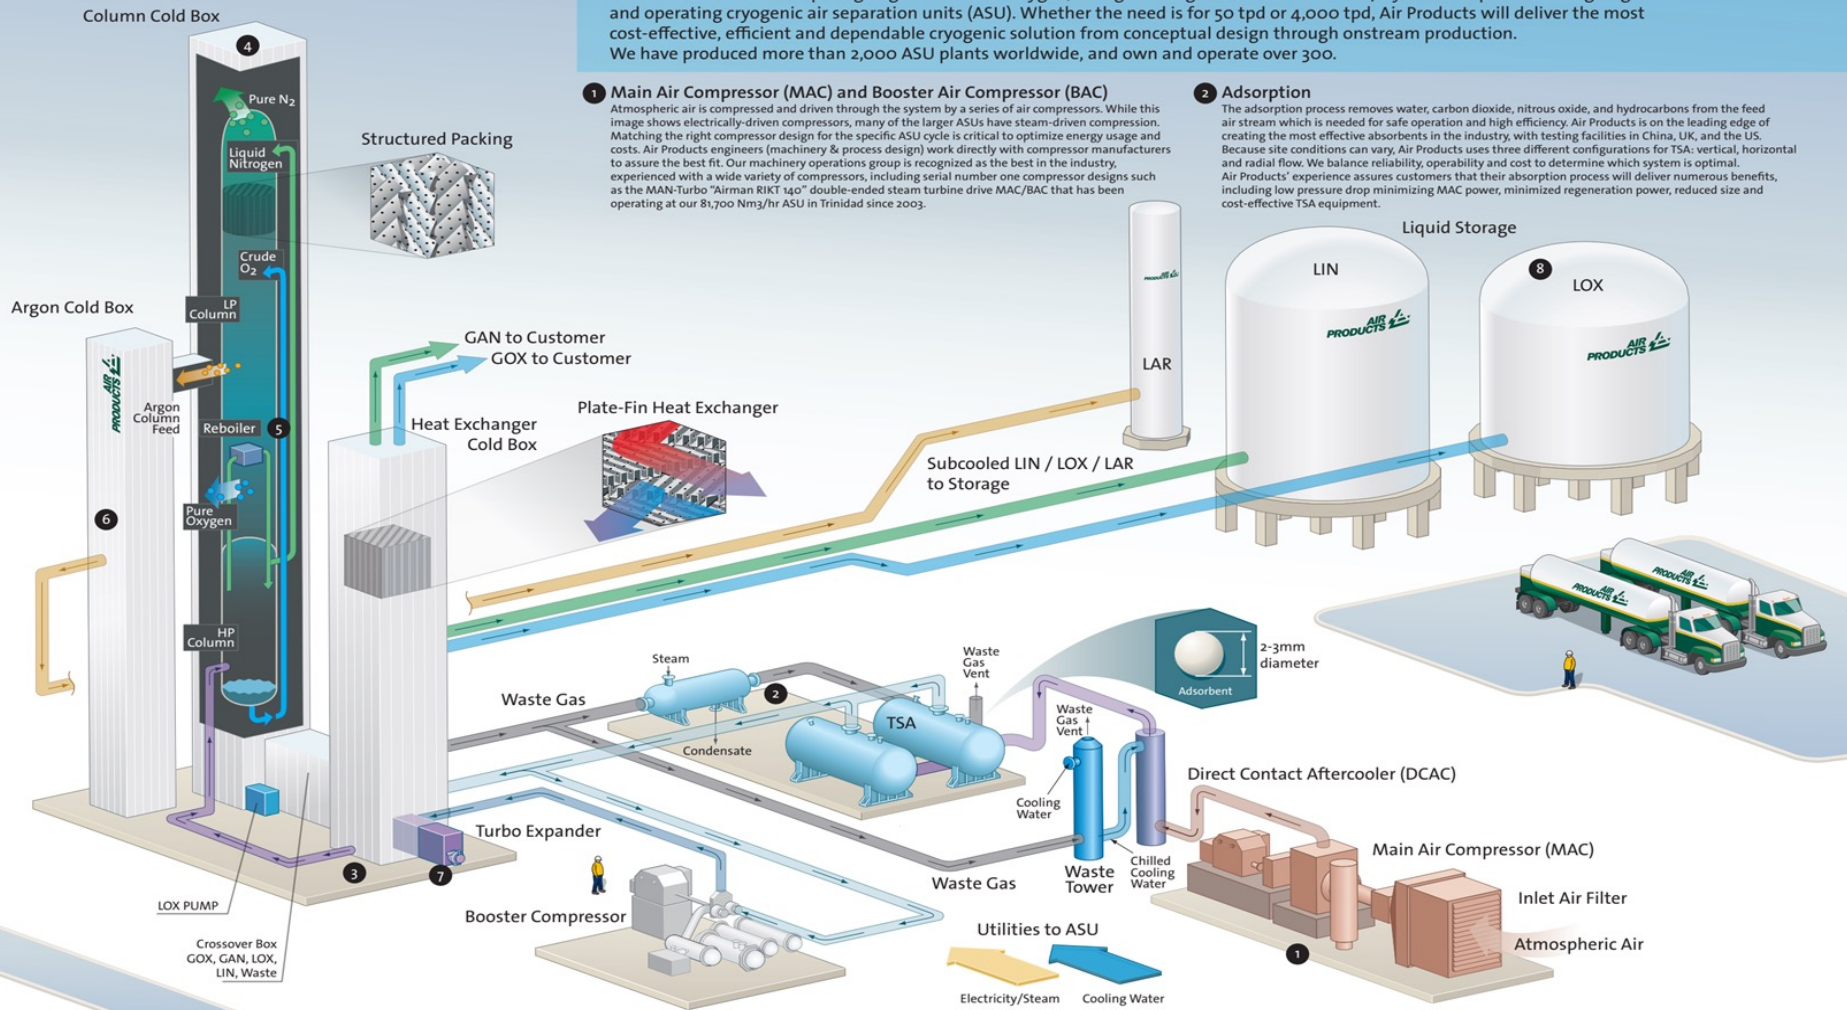 and operating cryogenic air separation units (ASU). Whether the need is for 50 tpd or 4,000 tpd, Air Products will deliver the most
cost-effective, efficient and dependable cryogenic solution from conceptual design through onstream production.
We have produced more than 2,000 ASU plants worldwide, and own and operate over 300.
Column Cold Box
4
1 Main Air Compressor (MAC) and Booster Air Compressor (BAC)
Atmospheric air is compressed and driven through the system by a series of air compressors. While this
image shows electrically-driven compressors, many of the larger ASUs have steam-driven compression.
Matching the right compressor design for the specific ASU cycle is critical to optimize energy usage and
costs. Air Products engineers (machinery & process design) work directly with compressor manufacturers
to assure the best fit. Our machinery operations group is recognized as the best in the industry,
experienced with a wide variety of compressors, including serial number one compressor designs such
as the MAN-Turbo "Airman RIKT 140" double-ended steam turbine drive MAC/BAC that has been
operating at our 81,700 Nm3/hr ASU in Trinidad since 2003.
2 Adsorption
The adsorption process removes water, carbon dioxide, nitrous oxide, and hydrocarbons from the feed
air stream which is needed for safe operation and high efficiency. Air Products is on the leading edge of
creating the most effective absorbents in the industry, with testing facilities in China, UK, and the US.
Because site conditions can vary, Air Products uses three different configurations for TSA: vertical, horizontal
and radial flow. We balance reliability, operability and cost to determine which system is optimal.
Air Products' experience assures customers that their absorption process will deliver numerous benefits,
including low pressure drop minimizing MAC power, minimized regeneration power, reduced size and
cost-effective TSA equipment.
Pure N2
Liquid
Nitrogen
Structured Packing
Crude
O2
LP
Column
Argon Cold Box
AIR
PRODUCTS
Argon
Column
Feed
Reboiler
5
Pure
Oxygen
6
HP
Column
GAN to Customer
GOX to Customer
Heat Exchanger
Cold Box
Plate-Fin Heat Exchanger
Liquid Storage
LAR
LIN
AIR
PRODUCTS
8
LOX
AIR
PRODUCTS
Subcooled LIN / LOX / LAR
to Storage
AIR
PRODUCTS
AIR
PRODUCTS
Steam
2
Waste Gas
Condensate
TSA
Waste
Gas
Vent
2-3mm
diameter
Adsorbent
Waste
Gas
Vent
Cooling
Water
Direct Contact Aftercooler (DCAC)
Turbo Expander
3
7
LOX PUMP
Crossover Box
GOX, GAN, LOX,
LIN, Waste
Booster Compressor
Waste Gas
Waste
Tower
Chilled
Cooling
Water
Main Air Compressor (MAC)
Inlet Air Filter
Atmospheric Air
1
Utilities to ASU
Electricity/Steam
Cooling Water